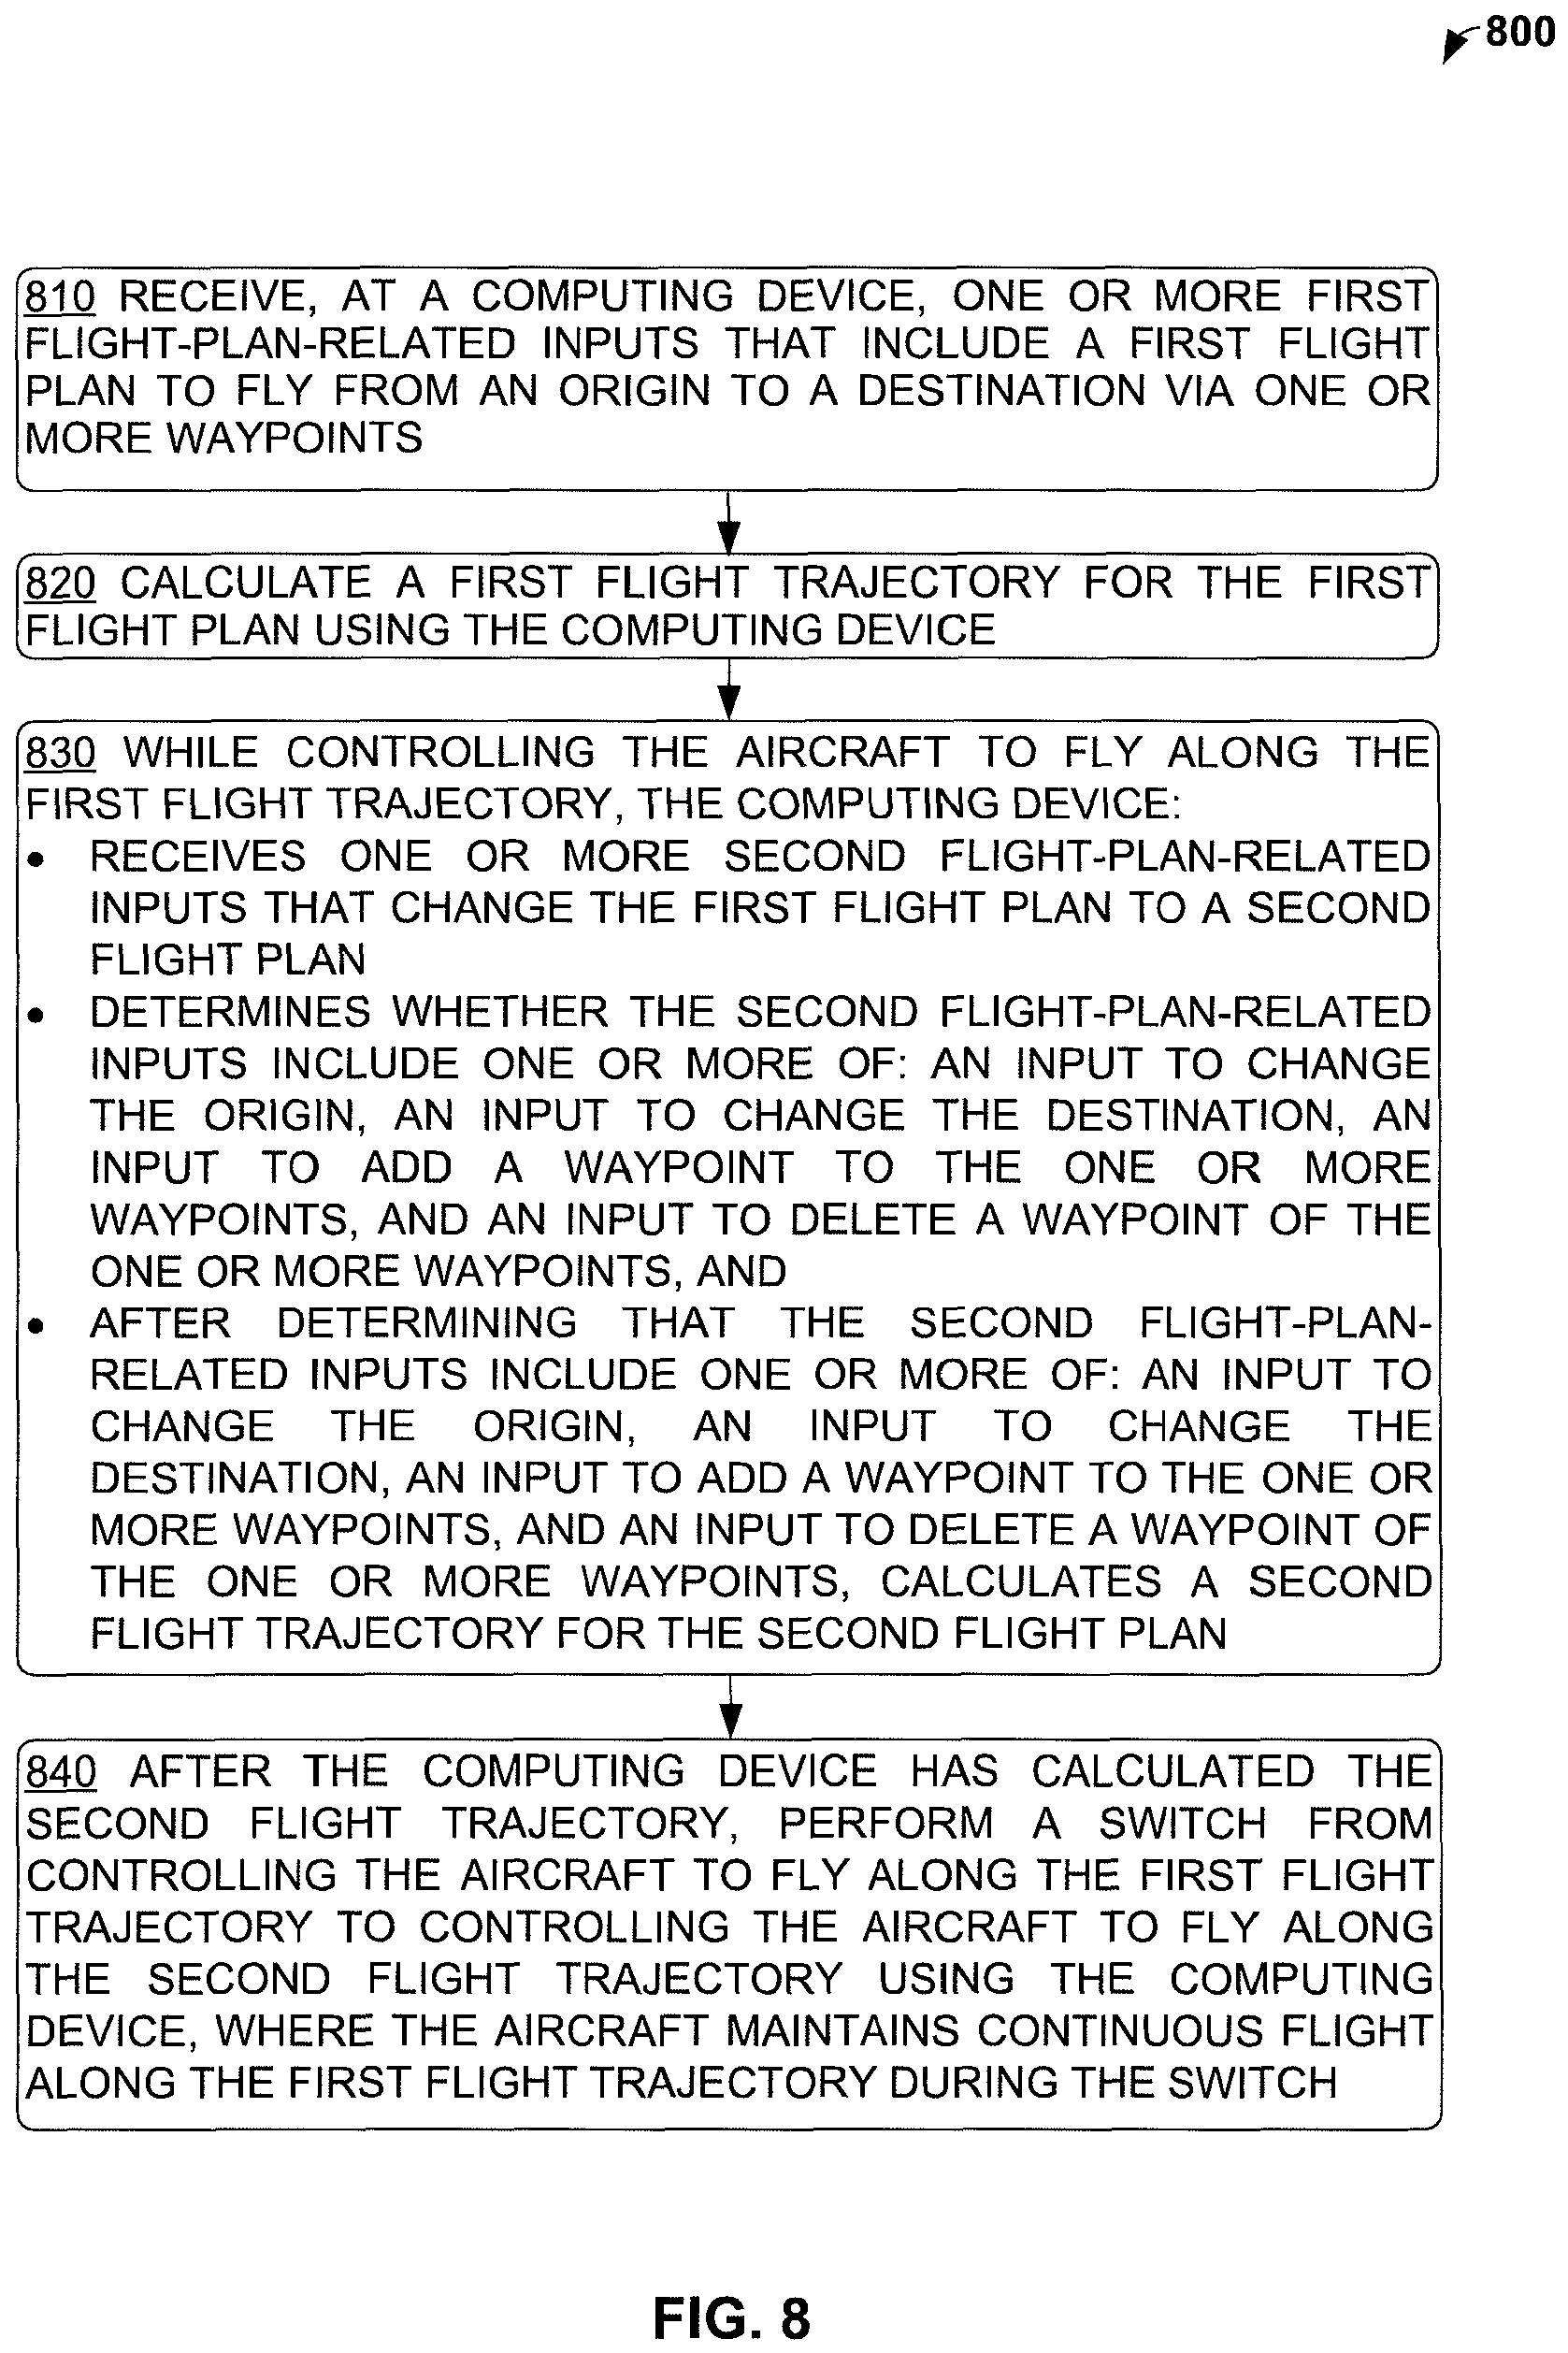 800
810 RECEIVE, AT A COMPUTING DEVICE, ONE OR MORE FIRST
FLIGHT-PLAN-RELATED INPUTS THAT INCLUDE A FIRST FLIGHT
PLAN TO FLY FROM AN ORIGIN TO A DESTINATION VIA ONE OR
MORE WAYPOINTS
820 CALCULATE A FIRST FLIGHT TRAJECTORY FOR THE FIRST
FLIGHT PLAN USING THE COMPUTING DEVICE
830 WHILE CONTROLLING THE AIRCRAFT TO FLY ALONG THE
FIRST FLIGHT TRAJECTORY, THE COMPUTING DEVICE:
• RECEIVES ONE OR MORE SECOND FLIGHT-PLAN-RELATED
INPUTS THAT CHANGE THE FIRST FLIGHT PLAN TO A SECOND
FLIGHT PLAN
• DETERMINES WHETHER THE SECOND FLIGHT-PLAN-RELATED
INPUTS INCLUDE ONE OR MORE OF: AN INPUT TO CHANGE
THE ORIGIN, AN INPUT TO CHANGE THE DESTINATION, AN
INPUT TO ADD A WAYPOINT TO THE ONE OR MORE
WAYPOINTS, AND AN INPUT TO DELETE A WAYPOINT OF THE
ONE OR MORE WAYPOINTS, AND
• AFTER DETERMINING THAT THE SECOND FLIGHT-PLAN-
RELATED INPUTS INCLUDE ONE OR MORE OF: AN INPUT TO
CHANGE THE ORIGIN, AN INPUT TO CHANGE THE
DESTINATION, AN INPUT TO ADD A WAYPOINT TO THE ONE OR
MORE WAYPOINTS, AND AN INPUT TO DELETE A WAYPOINT OF
THE ONE OR MORE WAYPOINTS, CALCULATES A SECOND
FLIGHT TRAJECTORY FOR THE SECOND FLIGHT PLAN
840 AFTER THE COMPUTING DEVICE HAS CALCULATED THE
SECOND FLIGHT TRAJECTORY, PERFORM A SWITCH FROM
CONTROLLING THE AIRCRAFT TO FLY ALONG THE FIRST FLIGHT
TRAJECTORY TO CONTROLLING THE AIRCRAFT TO FLY ALONG
THE SECOND FLIGHT TRAJECTORY USING THE COMPUTING
DEVICE, WHERE THE AIRCRAFT MAINTAINS CONTINUOUS FLIGHT
ALONG THE FIRST FLIGHT TRAJECTORY DURING THE SWITCH
FIG. 8